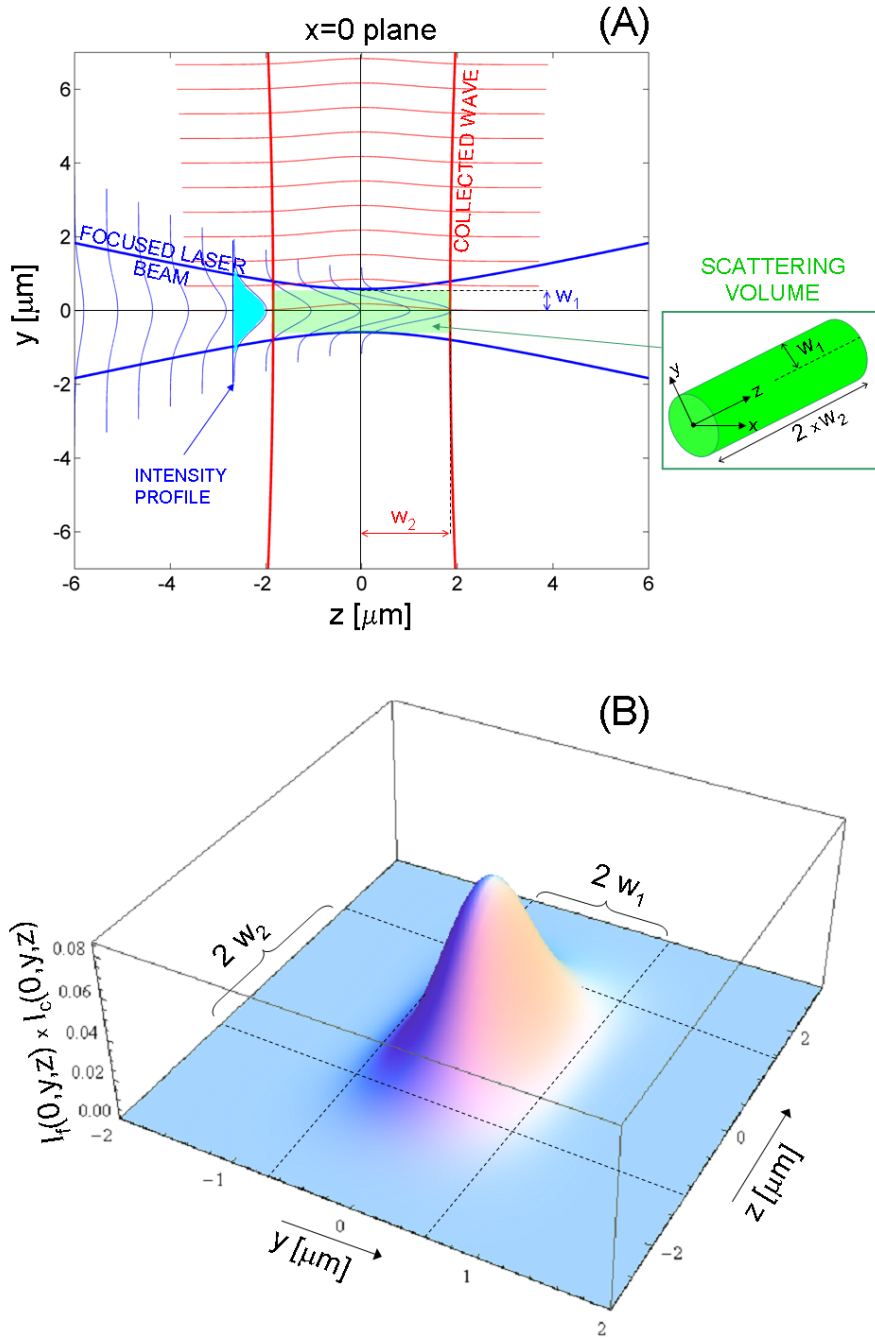 x=0 plane
(A)
6
4
2
0
-2
-4
-6
y [μm]
COLLECTED WAVE
FOCUSED LASER
BEAM
w1
INTENSITY
PROFILE
w2
-6 -4 -2 0 2 4 6
z [μm]
SCATTERING
VOLUME
w1
y
z
x
2 × w2
(B)
2 w1
2 w2
0.08
0.06
0.04
0.02
0.00
If(0,y,z) × Ic(0,y,z)
-2
-1
0
1
2
y [μm]
2
0
-2
z [μm]